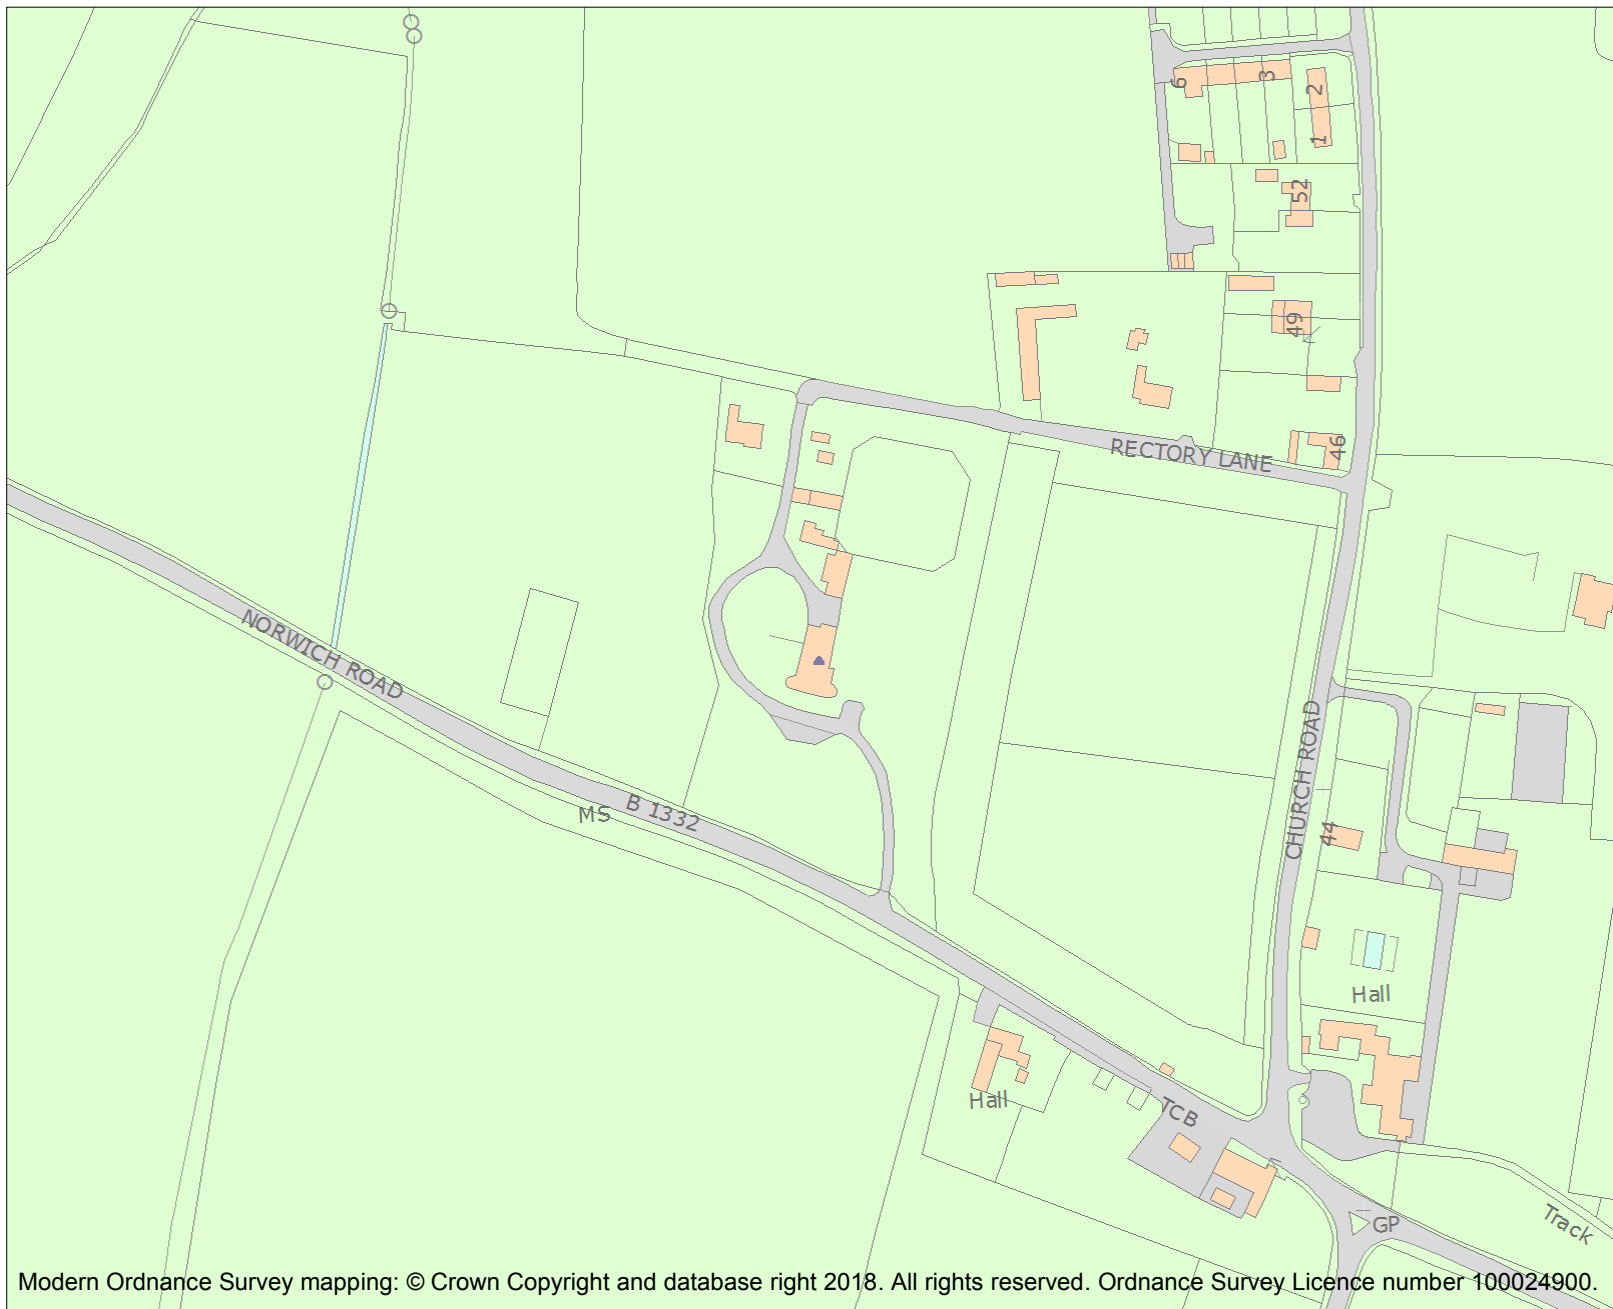 6
3
2
1
52
49
46
RECTORY LANE
NORWICH ROAD
CHURCH ROAD
MS
B 1332
44
Hall
Hall
TCB
GP
Track
Modern Ordnance Survey mapping: © Crown Copyright and database right 2018. All rights reserved. Ordnance Survey Licence number 100024900.